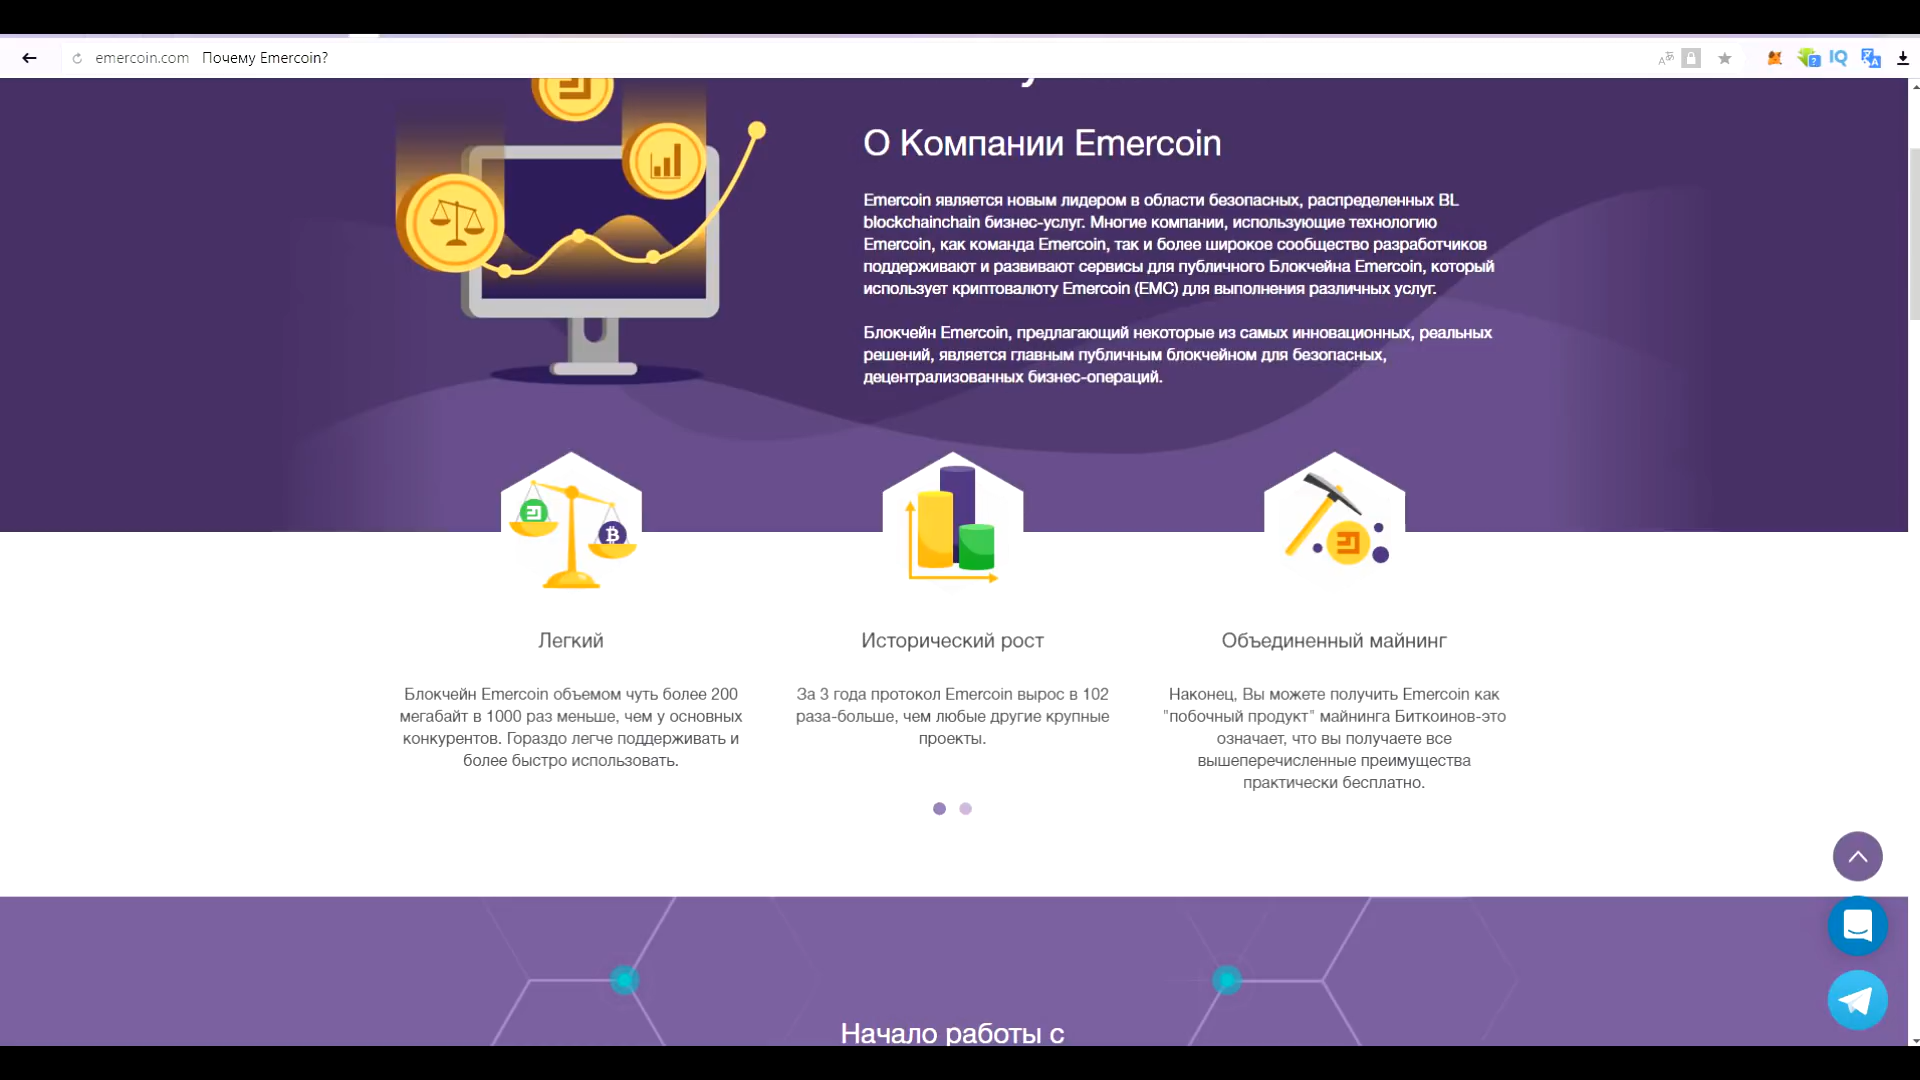 emercoin.com Почему Emercoin?
IQ
О Компании Emercoin
Emercoin является новым лидером в области безопасных, распределенных BL
blockchainchain бизнес-услуг. Многие компании, использующие технологию
Emercoin, как команда Emercoin, так и более широкое сообщество разработчиков
поддерживают и развивают сервисы для публичного Блокчейна Emercoin, который
использует криптовалюту Emercoin (EMC) для выполнения различных услуг.
Блокчейн Emercoin, предлагающий некоторые из самых инновационных, реальных
решений, является главным публичным блокчейном для безопасных,
децентрализованных бизнес-операций.
Легкий
Блокчейн Emercoin объемом чуть более 200
мегабайт в 1000 раз меньше, чем у основных
конкурентов. Гораздо легче поддерживать и
более быстро использовать.
Исторический рост
За 3 года протокол Emercoin вырос в 102
раза-больше, чем любые другие крупные
проекты.
Объединенный майнинг
Наконец, Вы можете получить Emercoin как
"побочный продукт" майнинга Биткоинов-это
означает, что вы получаете все
вышеперечисленные преимущества
практически бесплатно.
Начало работы с